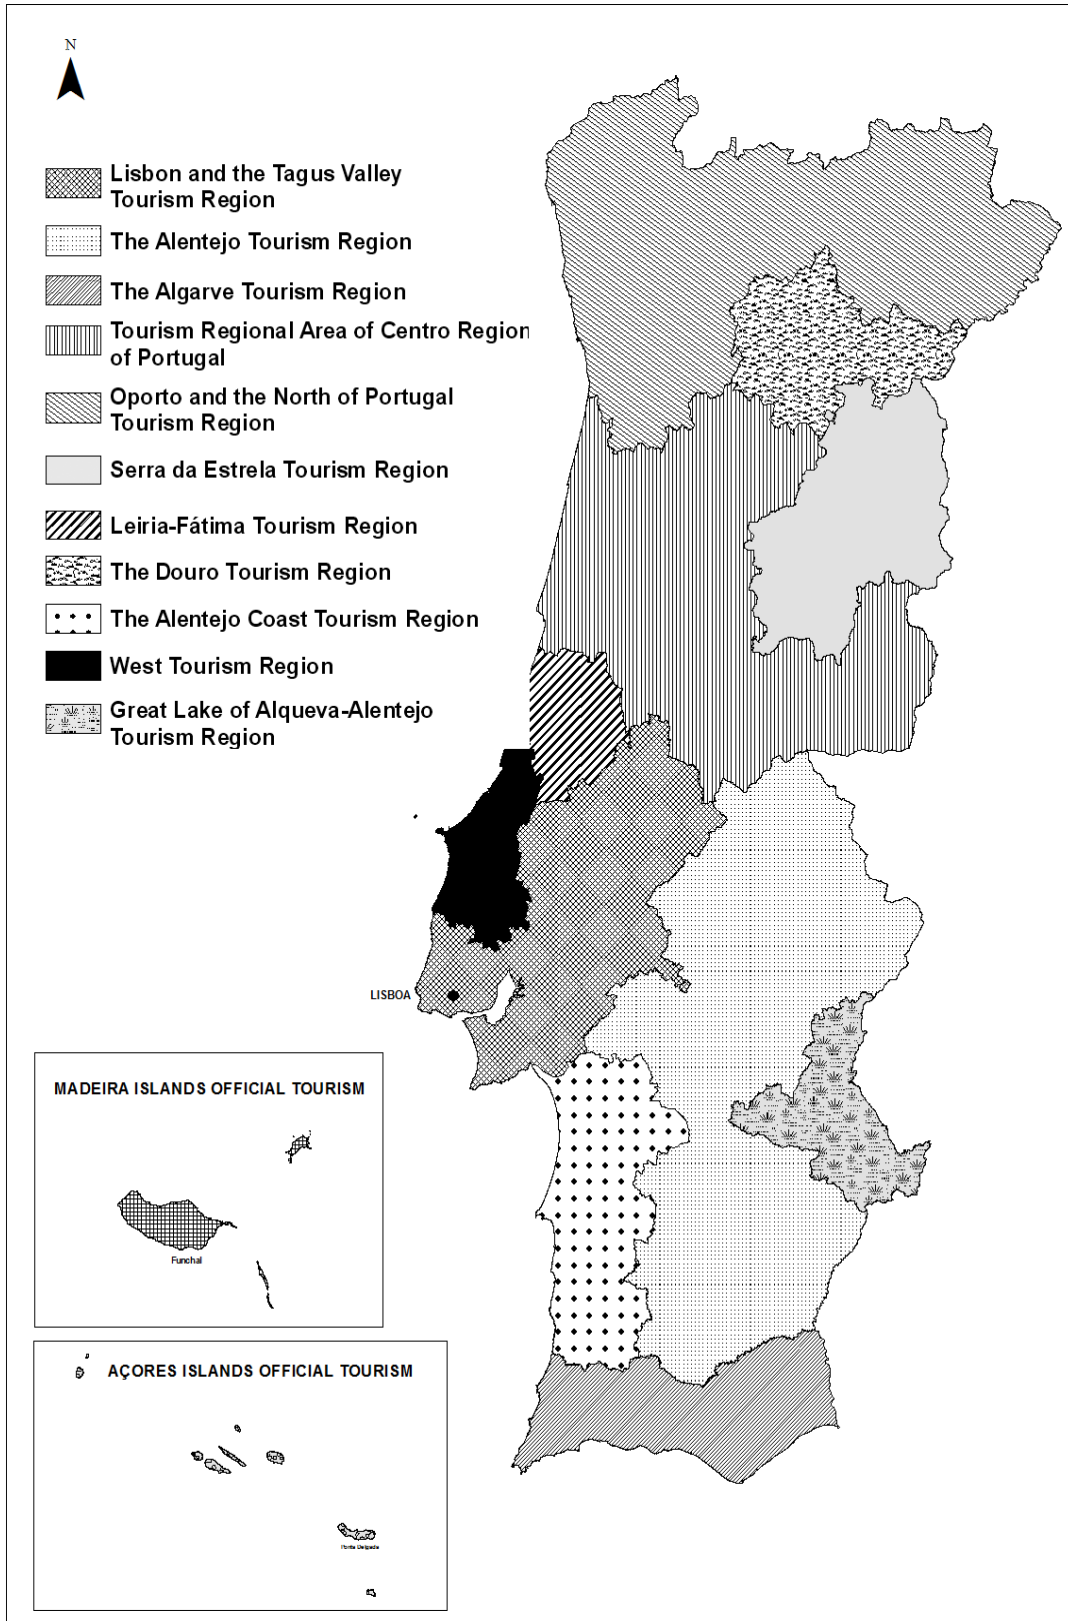 N
Lisbon and the Tagus Valley
Tourism Region
The Alentejo Tourism Region
The Algarve Tourism Region
Tourism Regional Area of Centro Region
of Portugal
Oporto and the North of Portugal
Tourism Region
Serra da Estrela Tourism Region
Leiria-Fátima Tourism Region
The Douro Tourism Region
The Alentejo Coast Tourism Region
West Tourism Region
Great Lake of Alqueva-Alentejo
Tourism Region
LISBOA
MADEIRA ISLANDS OFFICIAL TOURISM
Funchal
AÇORES ISLANDS OFFICIAL TOURISM
Ponta Delgada